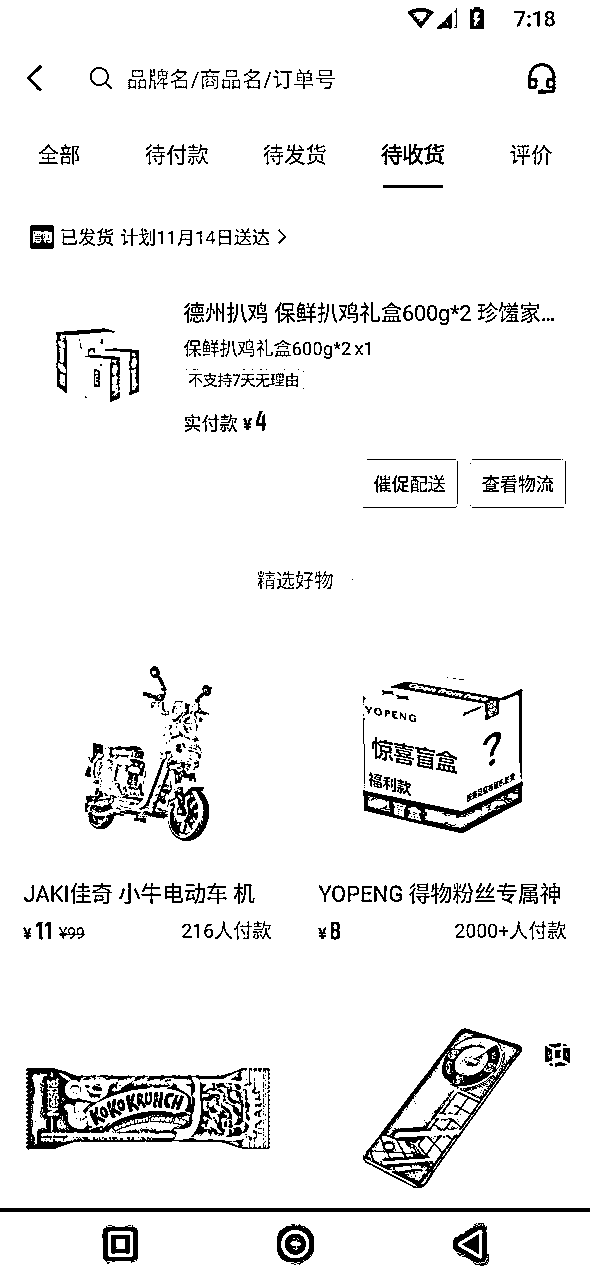 7:18
品牌名/商品名/订单号
全部 待付款 待发货 待收货 评价
已发货 计划11月14日送达
德州扒鸡 保鲜扒鸡礼盒600g*2 珍馐家...
保鲜扒鸡礼盒600g*2 x1
不支持7天无理由
实付款 ¥4
催促配送 查看物流
精选好物
YOPENG
惊喜盲盒
?
福利款
盲盒
JAKI佳奇 小牛电动车 机
¥11 ¥99 216人付款
YOPENG 得物粉丝专属神
¥8 2000+人付款
Nestlé
KOKO KRUNCH